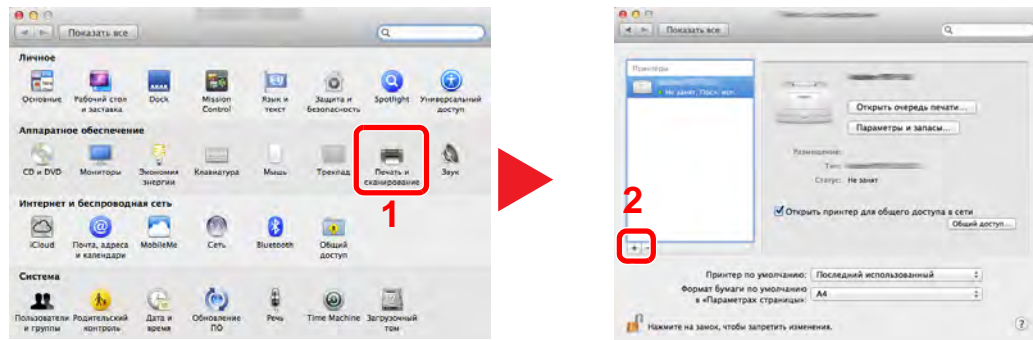 Показать все
Личное
Основные
Рабочий стол
и заставка
Dock
Mission
Control
Язык и
текст
Защита и
безопасность
Spotlight
Универсальный
доступ
Аппаратное обеспечение
CD и DVD
Мониторы
Экономия
энергии
Клавиатура
Мышь
Трекпад
Печать и
сканирование
Звук
1
Интернет и беспроводная сеть
iCloud
Почта, адреса
и календари
MobileMe
Сеть
Bluetooth
Общий
доступ
Система
Пользователи
и группы
Родительский
контроль
Дата и
время
Обновление
ПО
Речь
Time Machine
Загрузочный
том
Показать все
Принтеры
Не занят, Посл. исп.
Открыть очередь печати...
Параметры и запасы...
Размещение:
Тип:
Статус: Не занят
2
Открыть принтер для общего доступа в сети
Общий доступ...
+ −
Принтер по умолчанию: Последний использованный
Формат бумаги по умолчанию
в «Параметрах страницы»: A4
Нажмите на замок, чтобы запретить изменения.
?